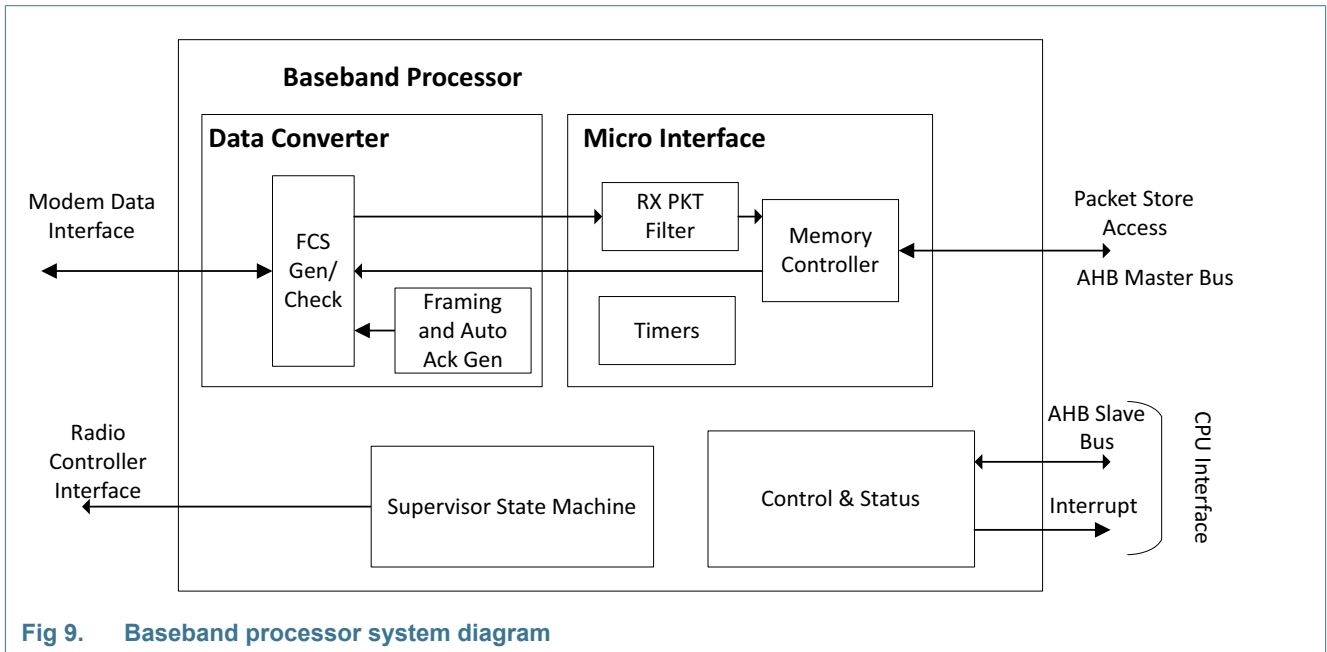 Baseband Processor
Data Converter
Micro Interface
Modem Data
Interface
FCS
Gen/
Check
Framing
and Auto
Ack Gen
RX PKT
Filter
Memory
Controller
Timers
Packet Store
Access
AHB Master Bus
Radio
Controller
Interface
Supervisor State Machine
Control & Status
AHB Slave
Bus
Interrupt
CPU Interface
Fig 9. Baseband processor system diagram